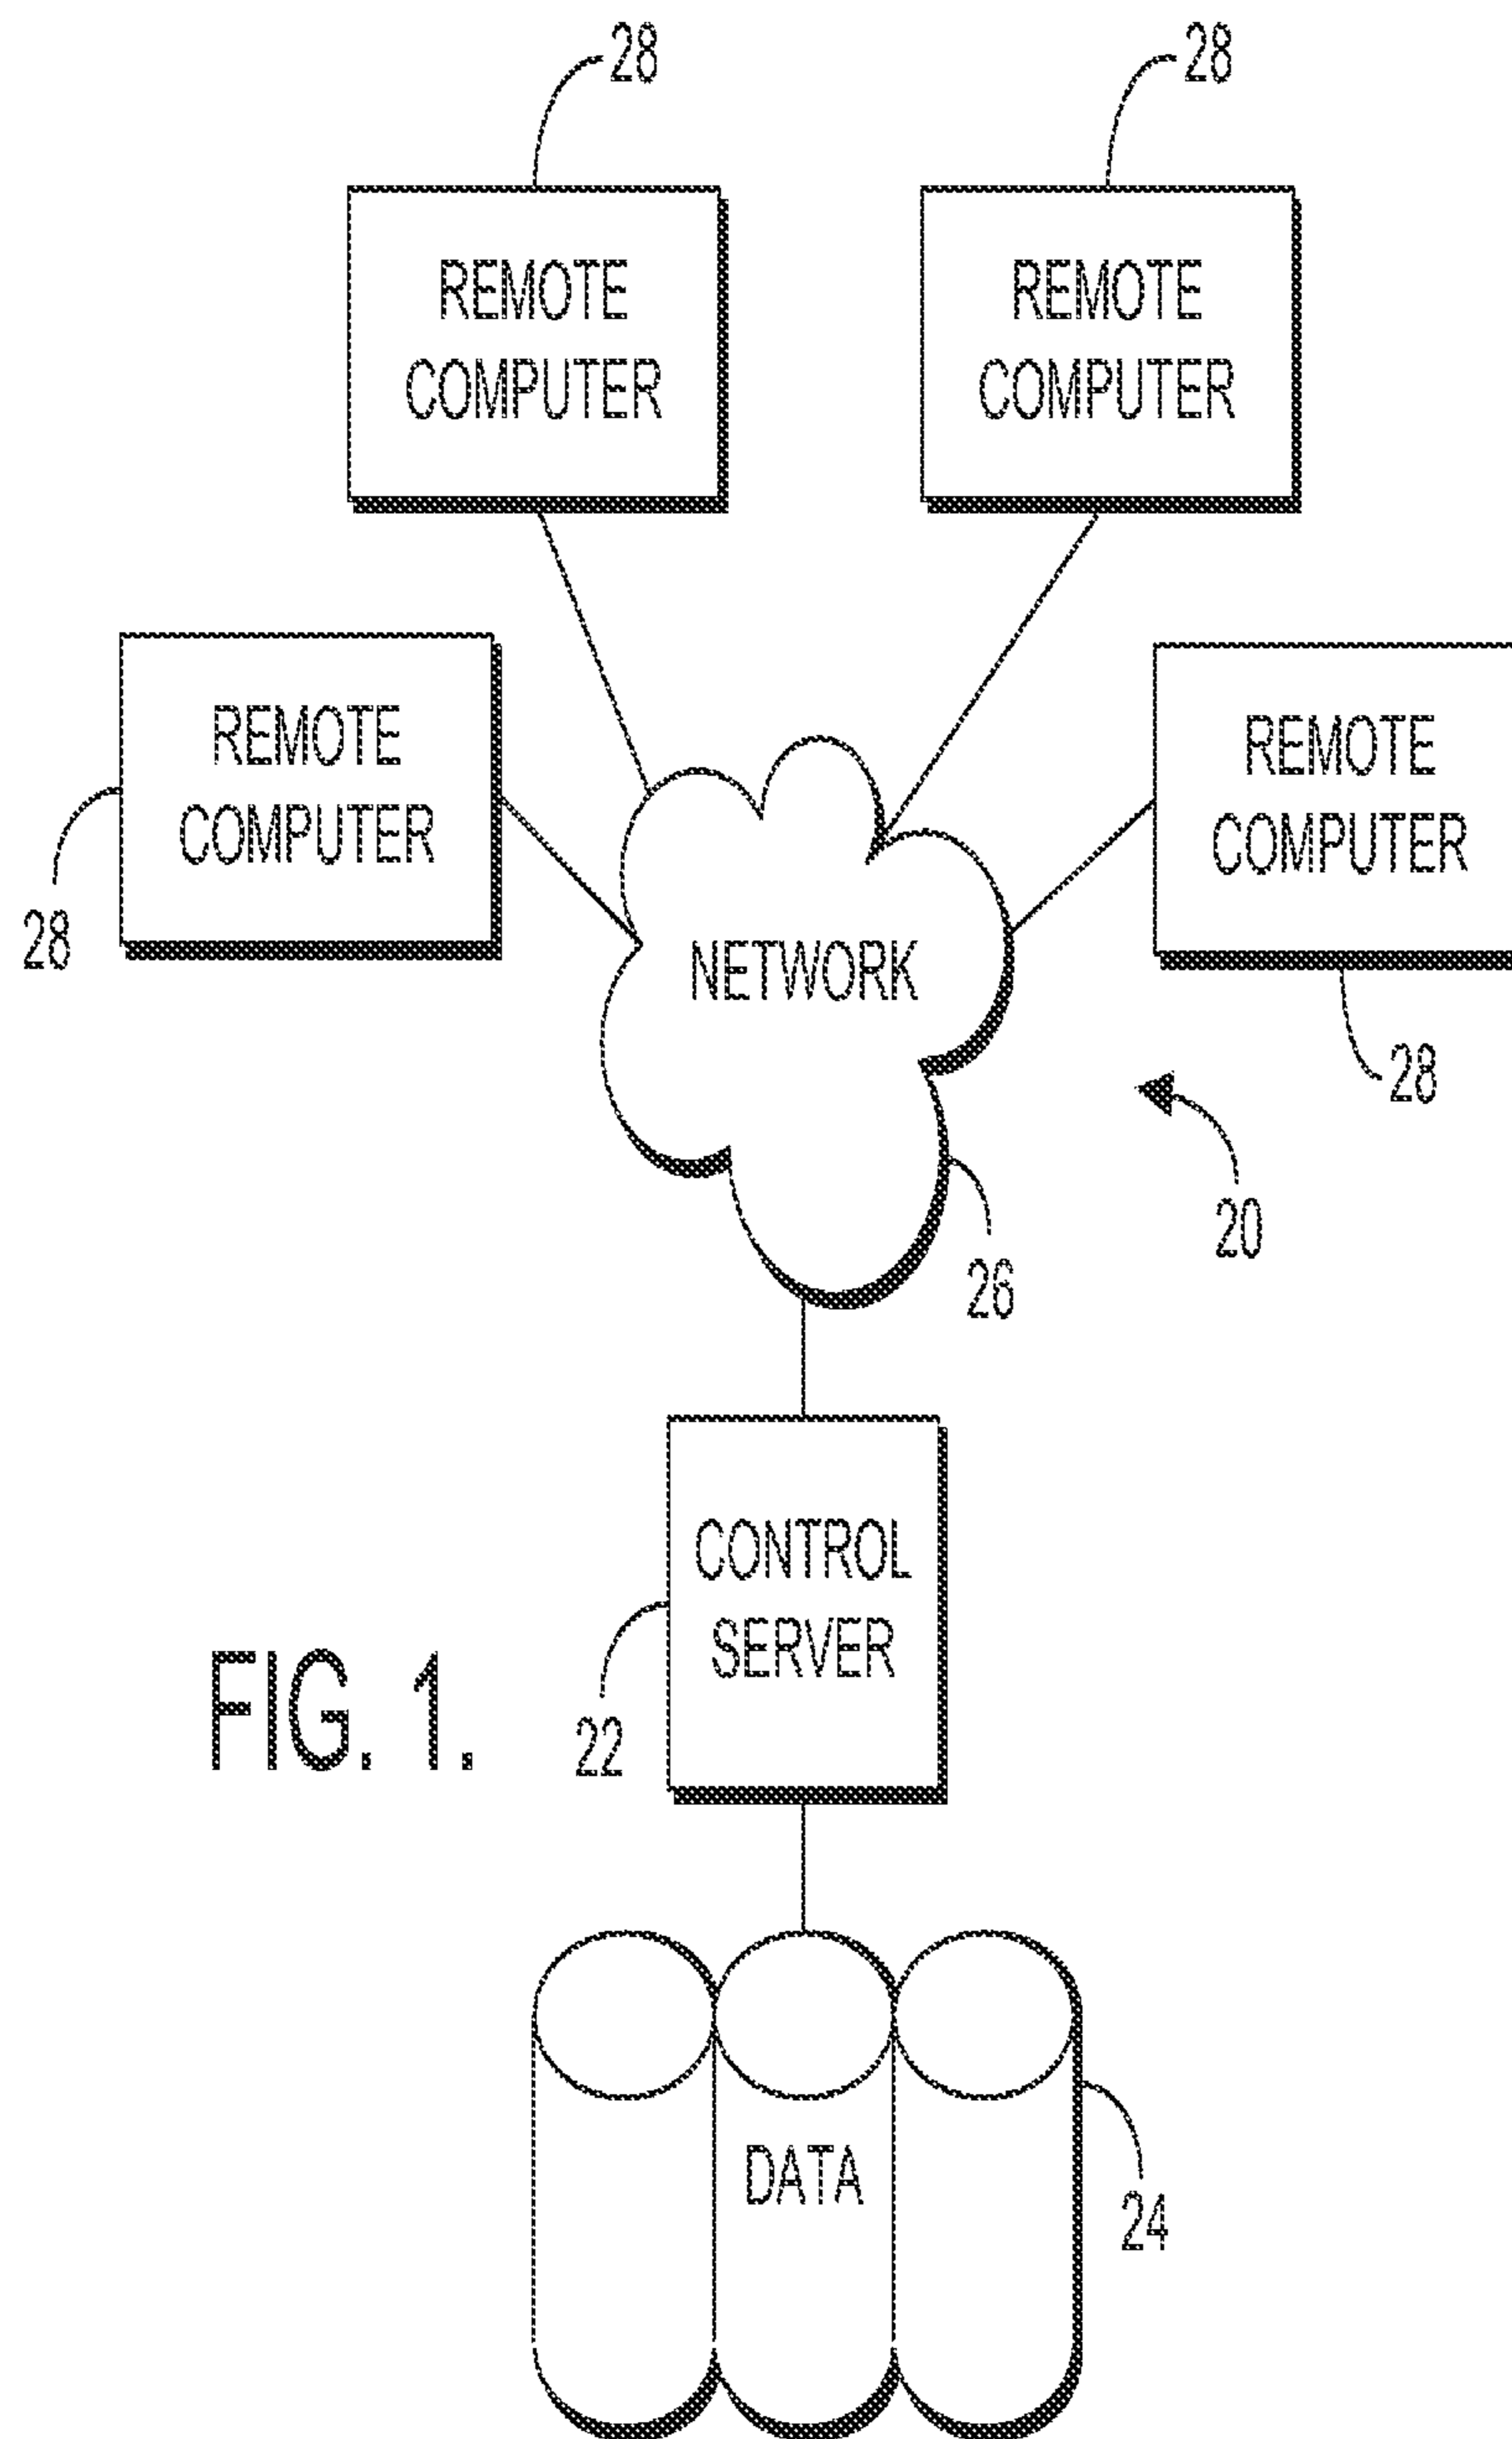 28
28
REMOTE
COMPUTER
REMOTE
COMPUTER
REMOTE
COMPUTER
28
REMOTE
COMPUTER
28
NETWORK
20
26
CONTROL
SERVER
22
FIG. 1.
DATA
24